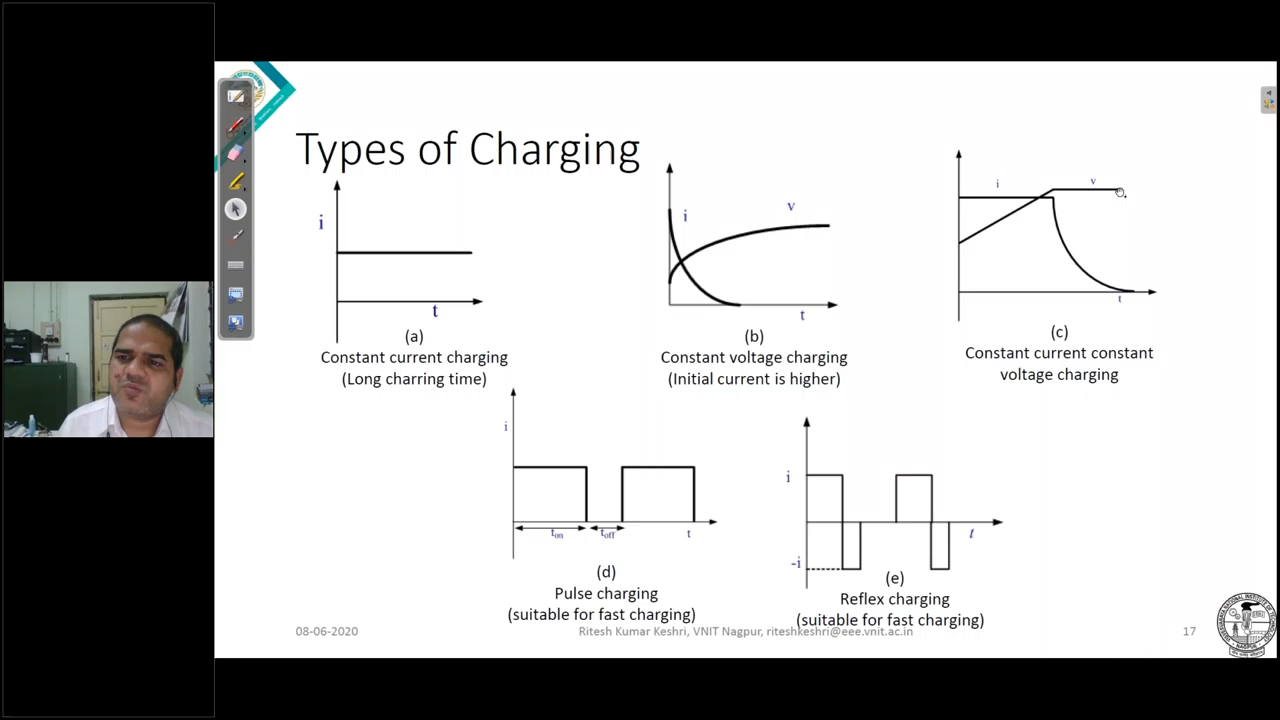 Types of Charging
i
t
(a)
Constant current charging
(Long charring time)
i
v
t
(b)
Constant voltage charging
(Initial current is higher)
i
v
t
(c)
Constant current constant
voltage charging
i
ton
toff
t
(d)
Pulse charging
(suitable for fast charging)
i
-i
t
(e)
Reflex charging
(suitable for fast charging)
08-06-2020
Ritesh Kumar Keshri, VNIT Nagpur, riteshkeshri@eee.vnit.ac.in
17